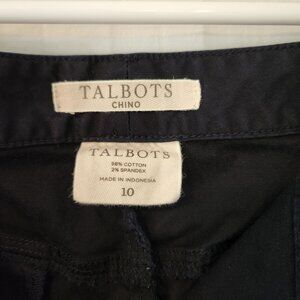 TALBOTS
CHINO
TALBOTS
98% COTTON
2% SPANDEX
MADE IN INDONESIA
10